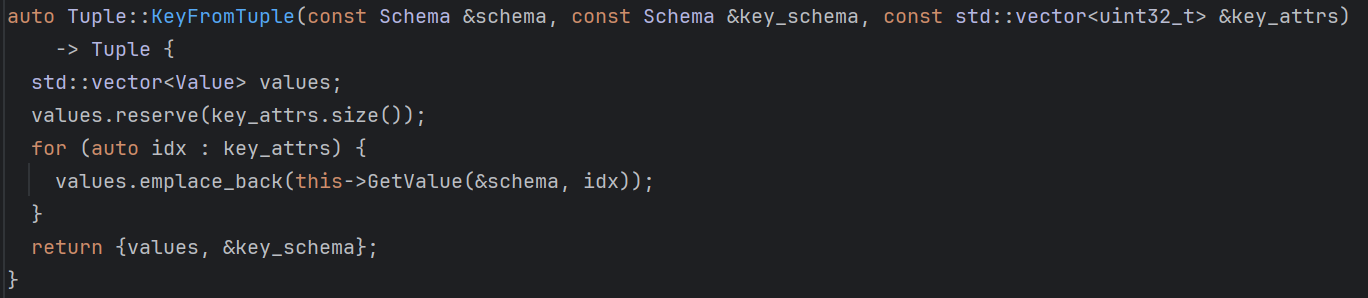 auto Tuple::KeyFromTuple(const Schema &schema, const Schema &key_schema, const std::vector<uint32_t> &key_attrs)
    -> Tuple {
  std::vector<Value> values;
  values.reserve(key_attrs.size());
  for (auto idx : key_attrs) {
    values.emplace_back(this->GetValue(&schema, idx));
  }
  return {values, &key_schema};
}